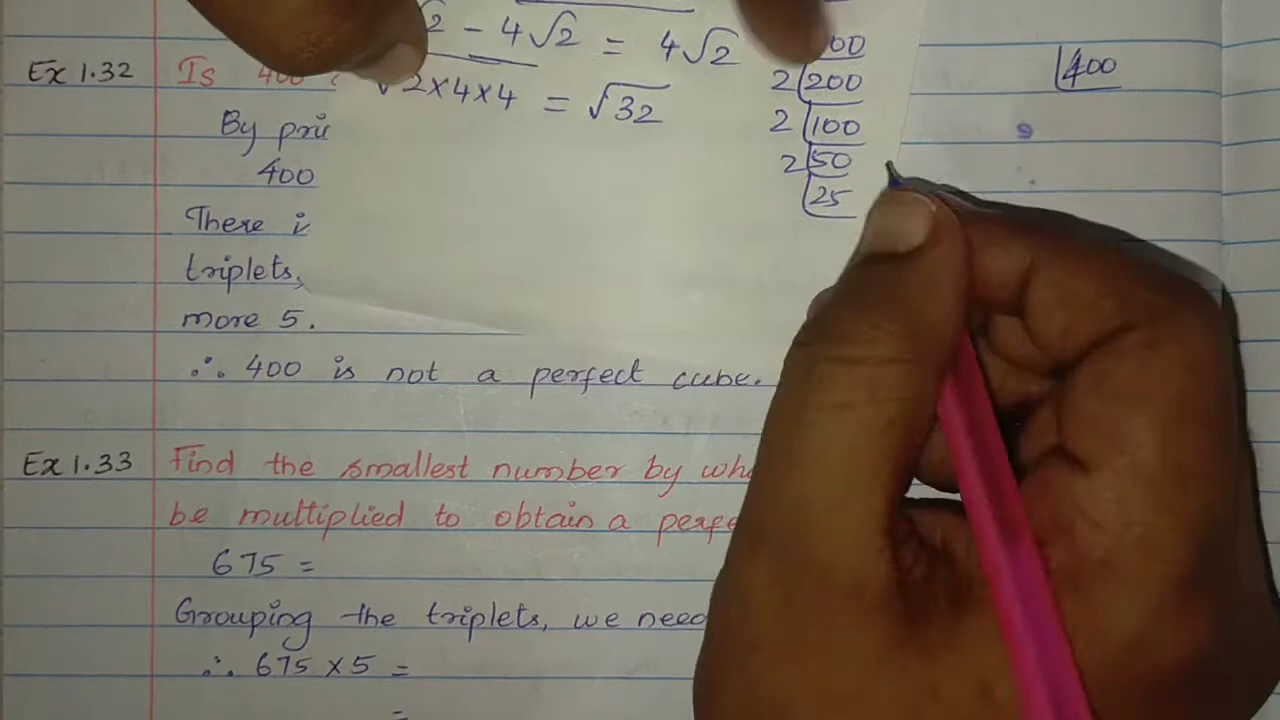 √2 - 4√2 = 4√2
√2×4×4 = √32
00
2 200
2 100
2 50
25
400
9
Ex 1.32 Is 400
By pri
400
There i
triplets,
more 5.
∴ 400 is not a perfect cube.
Ex 1.33 Find the smallest number by wh
be multiplied to obtain a perfe
675 =
Grouping the triplets, we need
∴ 675 × 5 =
=